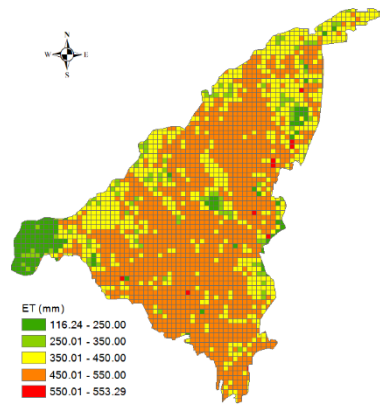 N
W E
S
ET (mm)
116.24 - 250.00
250.01 - 350.00
350.01 - 450.00
450.01 - 550.00
550.01 - 553.29